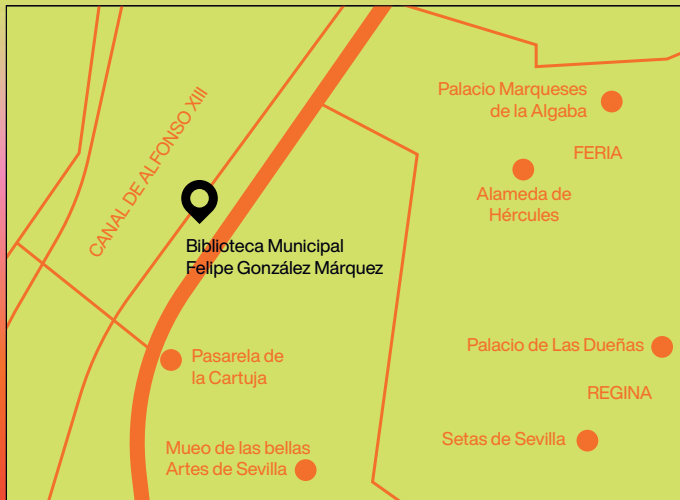 Palacio Marqueses
de la Algaba
CANAL DE ALFONSO XIII
FERIA
Alameda de
Hércules
Biblioteca Municipal
Felipe González Márquez
Palacio de Las Dueñas
Pasarela de
la Cartuja
REGINA
Setas de Sevilla
Mueo de las bellas
Artes de Sevilla